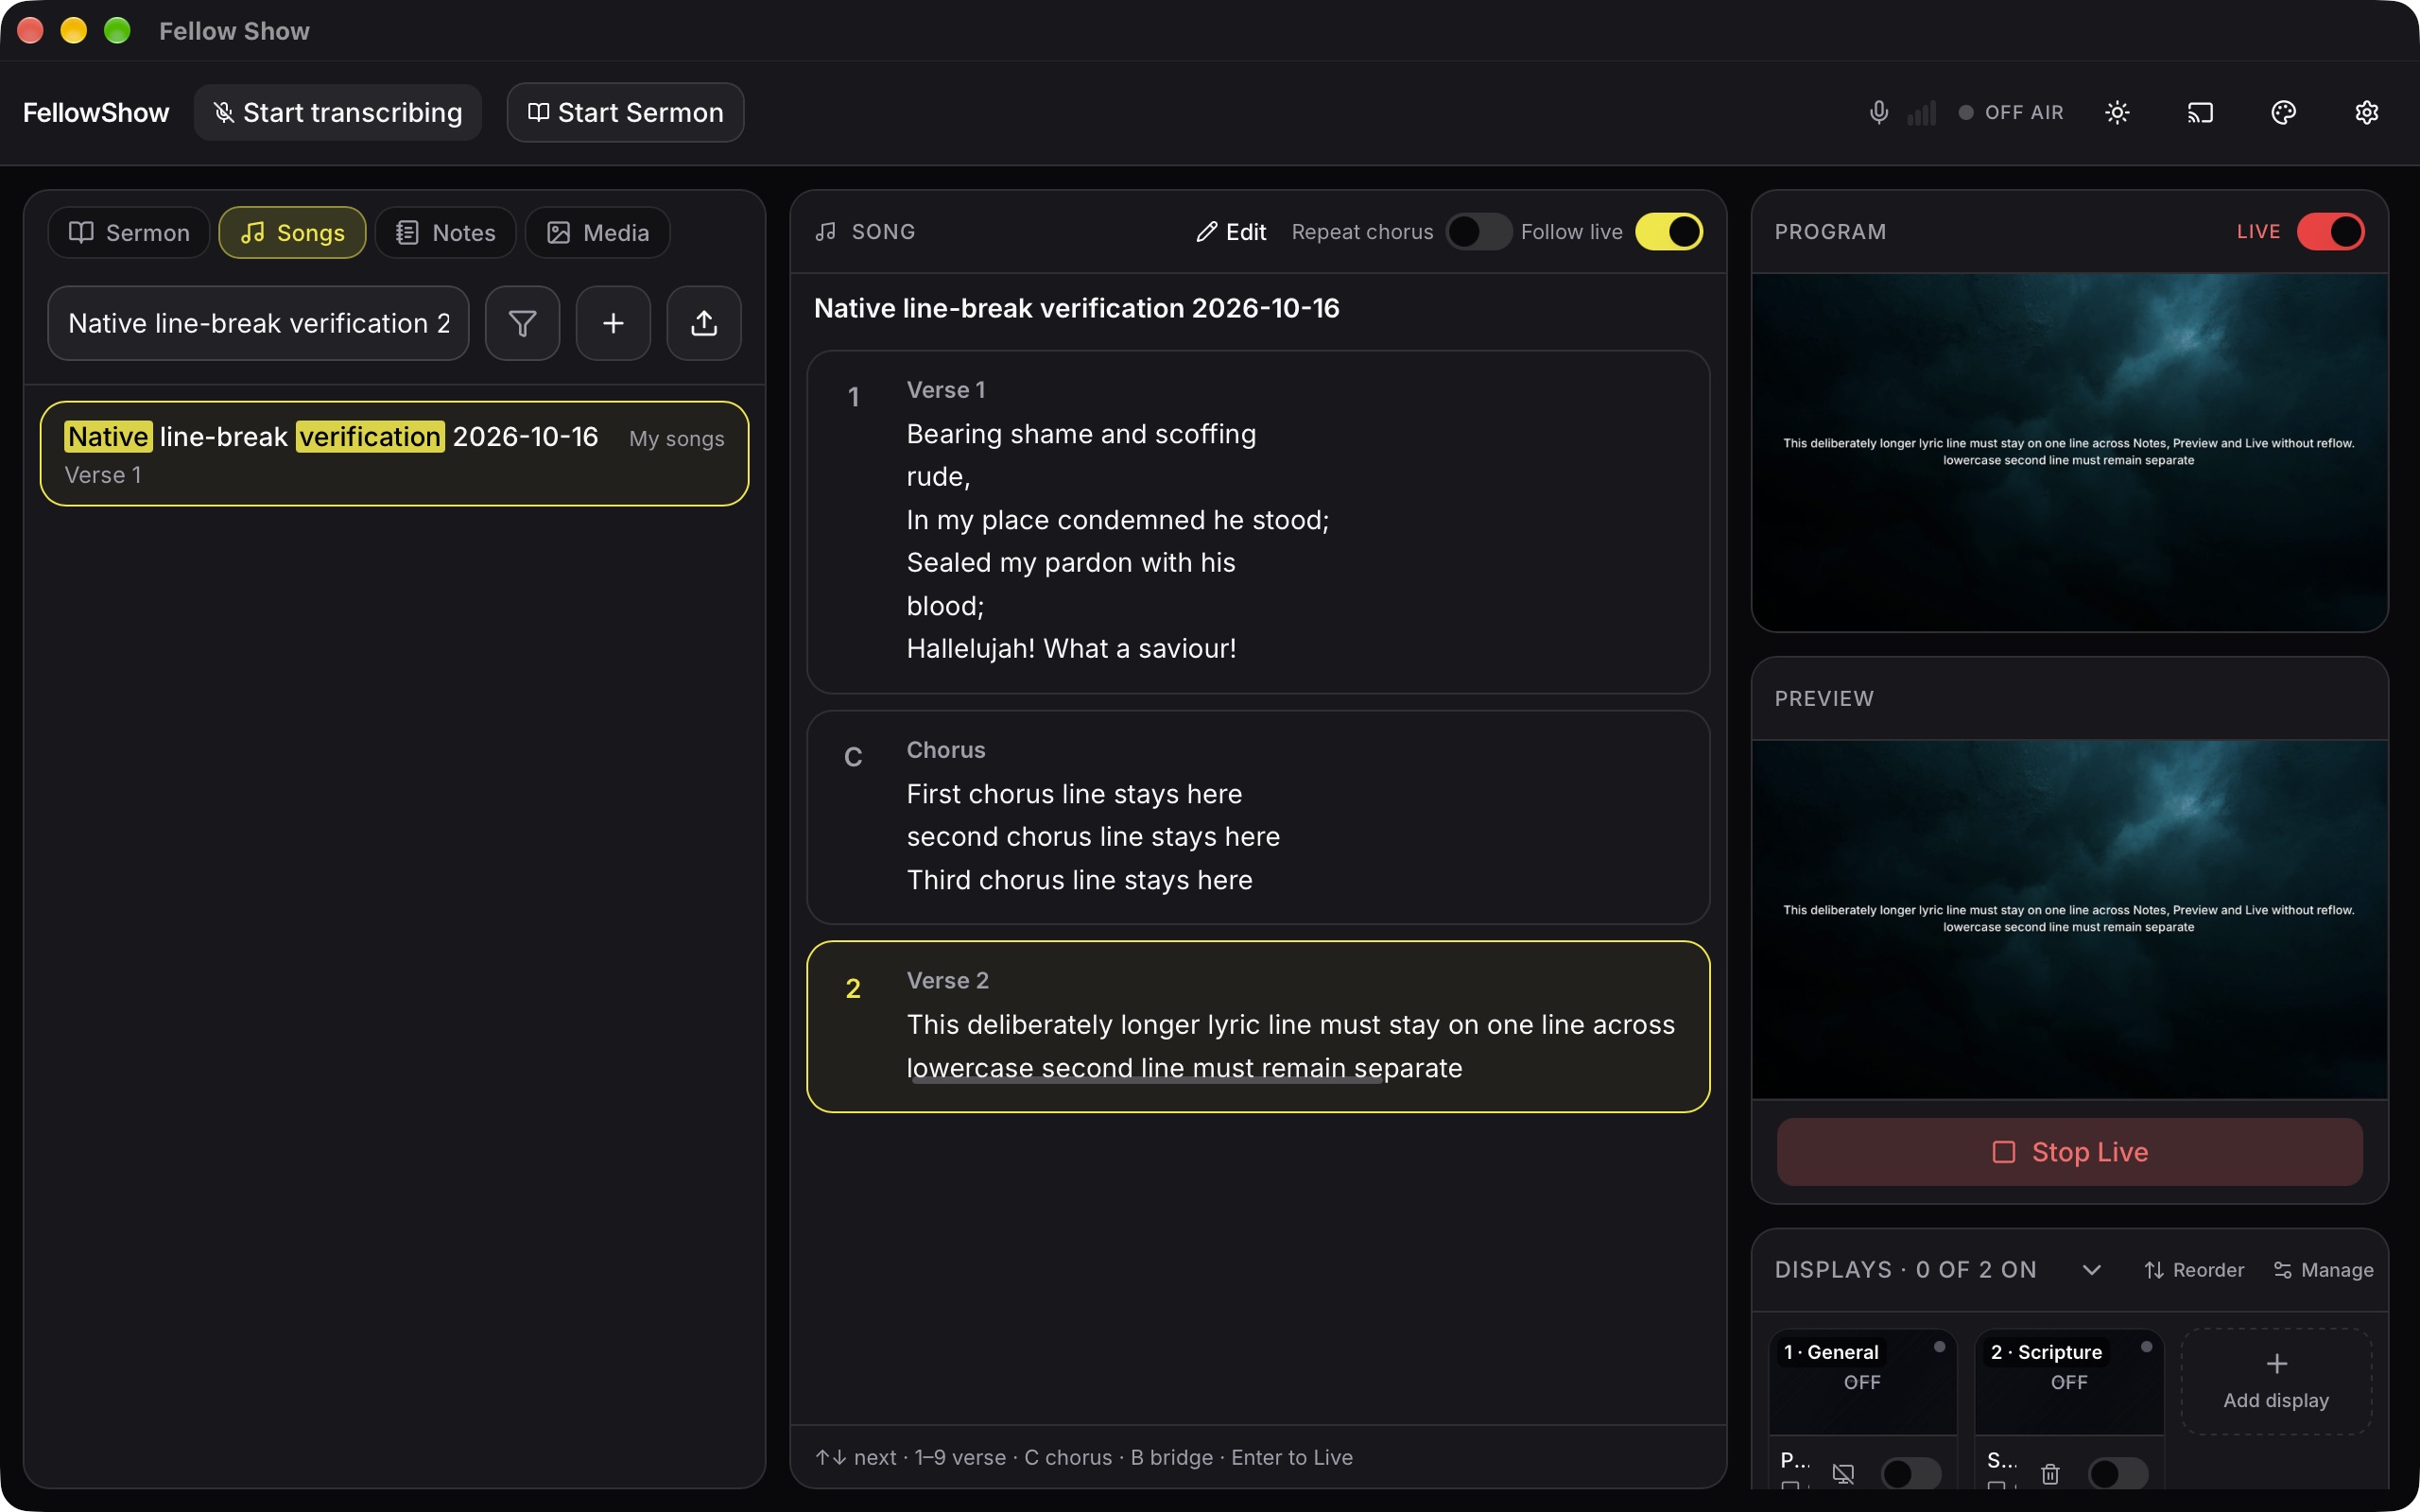 Fellow Show
FellowShow
Start transcribing
Start Sermon
OFF AIR
Sermon
Songs
Notes
Media
Native line-break verification 2
Native line-break verification 2026-10-16
My songs
Verse 1
SONG
Edit
Repeat chorus
Follow live
Native line-break verification 2026-10-16
1
Verse 1
Bearing shame and scoffing
rude,
In my place condemned he stood;
Sealed my pardon with his
blood;
Hallelujah! What a saviour!
C
Chorus
First chorus line stays here
second chorus line stays here
Third chorus line stays here
2
Verse 2
This deliberately longer lyric line must stay on one line across
lowercase second line must remain separate
↑↓ next · 1–9 verse · C chorus · B bridge · Enter to Live
PROGRAM
LIVE
This deliberately longer lyric line must stay on one line across Notes, Preview and Live without reflow.
lowercase second line must remain separate
PREVIEW
This deliberately longer lyric line must stay on one line across Notes, Preview and Live without reflow.
lowercase second line must remain separate
Stop Live
DISPLAYS · 0 OF 2 ON
Reorder
Manage
1 · General
OFF
2 · Scripture
OFF
Add display
P...
S...